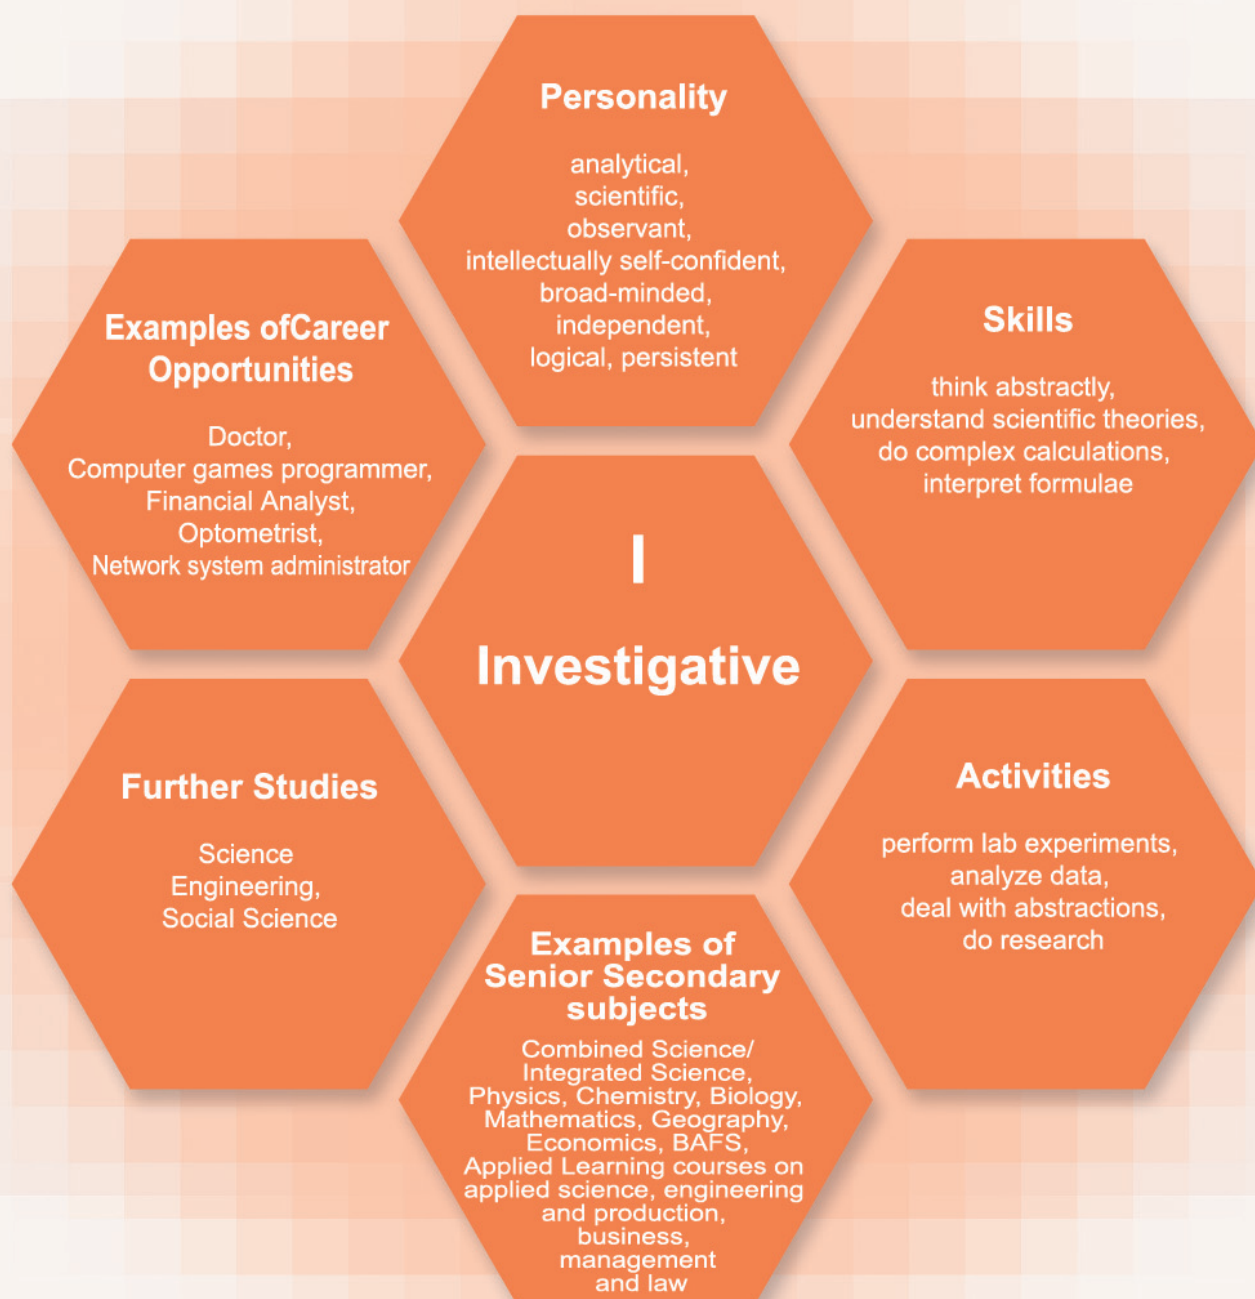 Personality
analytical,
scientific,
observant,
intellectually self-confident,
broad-minded,
independent,
logical, persistent
Examples ofCareer
Opportunities
Doctor,
Computer games programmer,
Financial Analyst,
Optometrist,
Network system administrator
Skills
think abstractly,
understand scientific theories,
do complex calculations,
interpret formulae
I
Investigative
Further Studies
Science
Engineering,
Social Science
Activities
perform lab experiments,
analyze data,
deal with abstractions,
do research
Examples of
Senior Secondary
subjects
Combined Science/
Integrated Science,
Physics, Chemistry, Biology,
Mathematics, Geography,
Economics, BAFS,
Applied Learning courses on
applied science, engineering
and production,
business,
management
and law